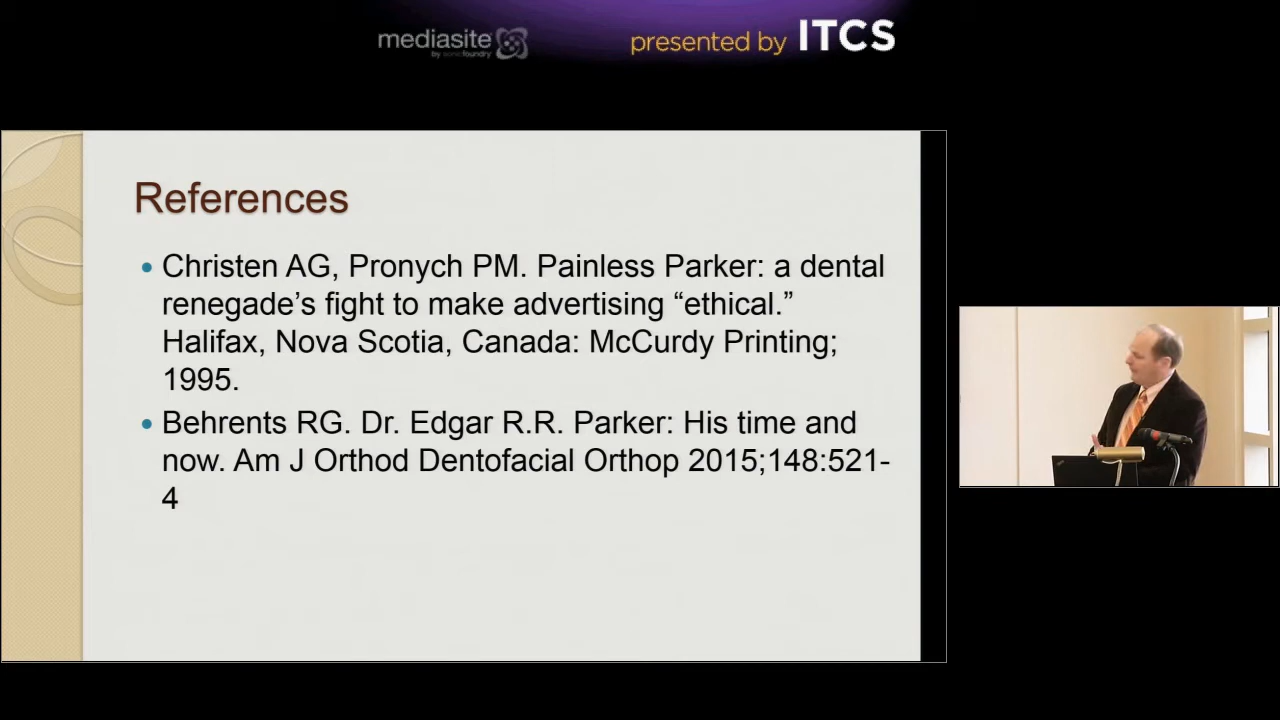 mediasite
by sonicfoundry
presented by ITCS
References
Christen AG, Pronych PM. Painless Parker: a dental
renegade’s fight to make advertising “ethical.”
Halifax, Nova Scotia, Canada: McCurdy Printing;
1995.
Behrents RG. Dr. Edgar R.R. Parker: His time and
now. Am J Orthod Dentofacial Orthop 2015;148:521-
4